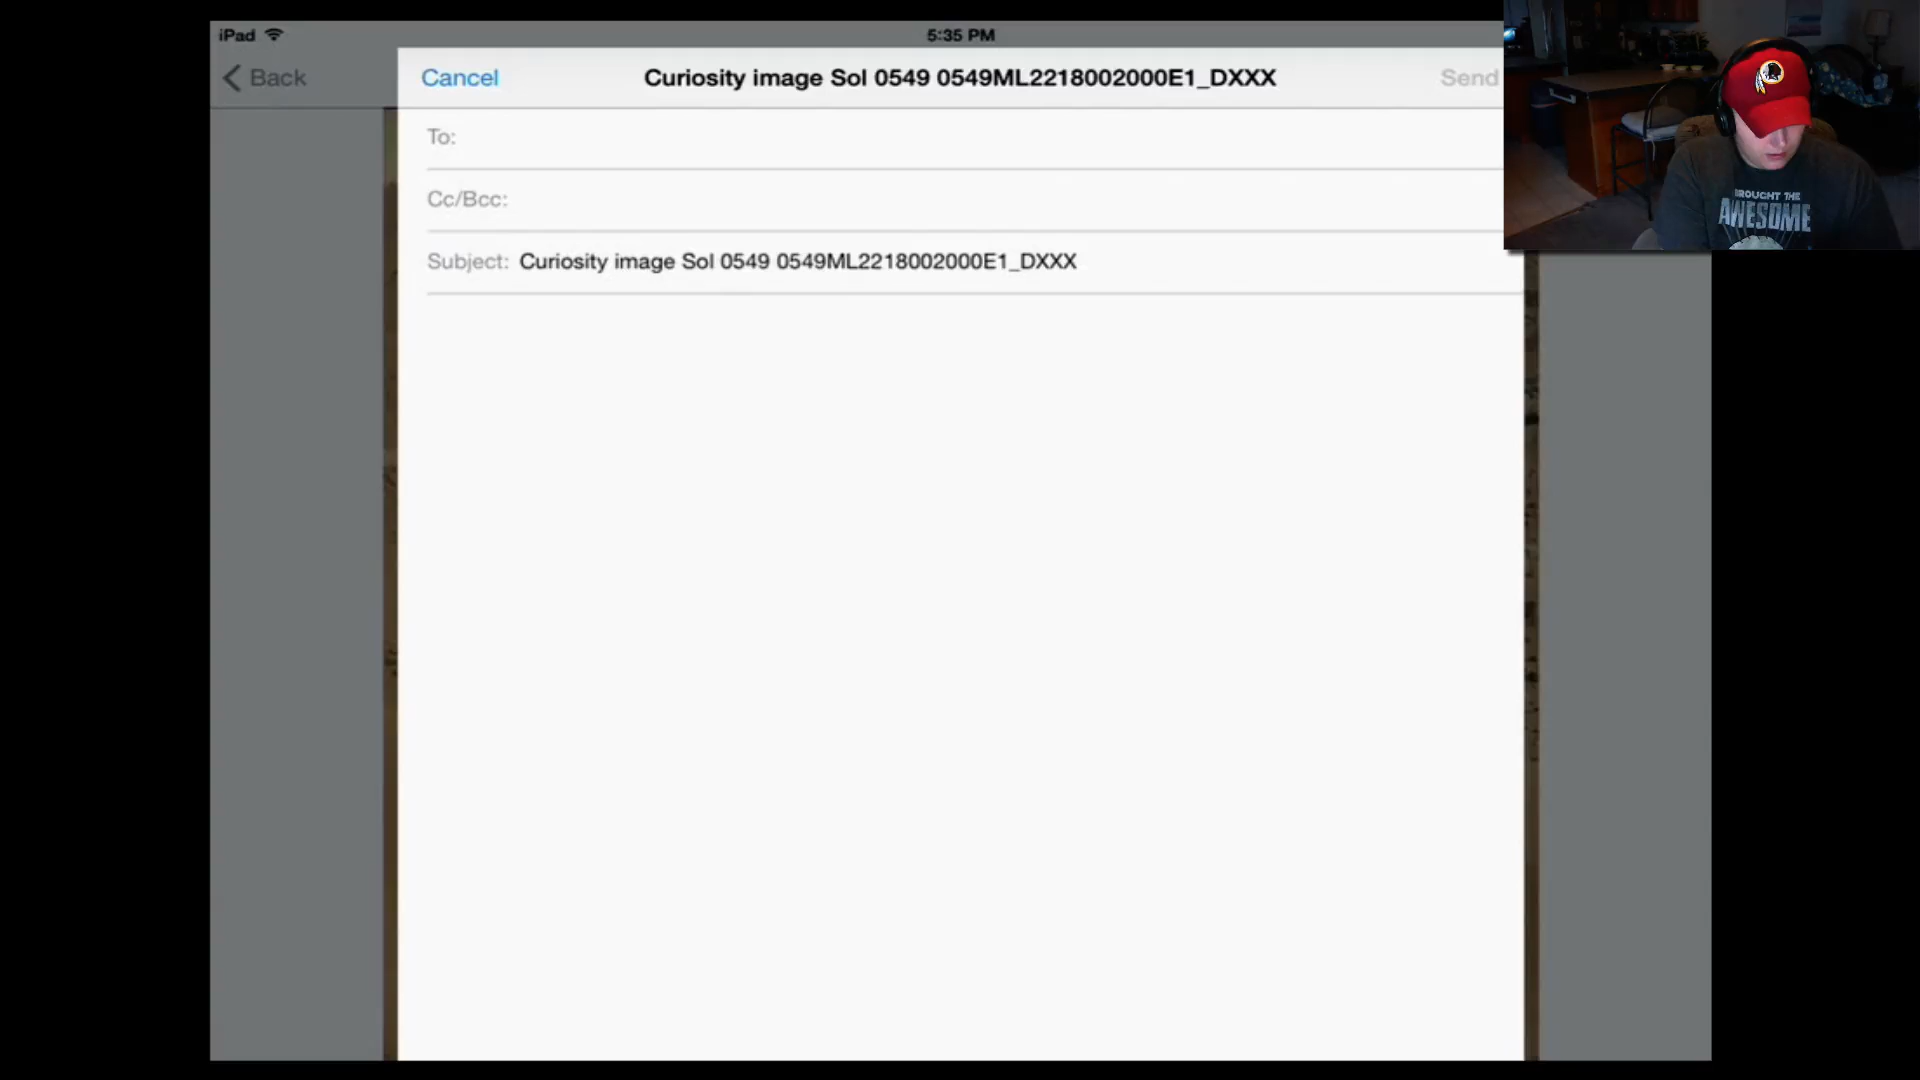 iPad
5:35 PM
Back
Cancel
Curiosity image Sol 0549 0549ML2218002000E1_DXXX
Send
To:
Cc/Bcc:
Subject: Curiosity image Sol 0549 0549ML2218002000E1_DXXX
BROUGHT THE
AWESOME